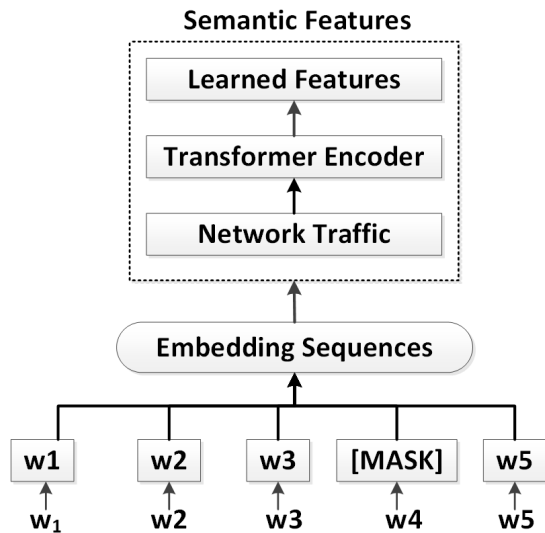 Semantic Features
Learned Features
Transformer Encoder
Network Traffic
Embedding Sequences
w1 w2 w3 [MASK] w5
w₁ w2 w3 w4 w5